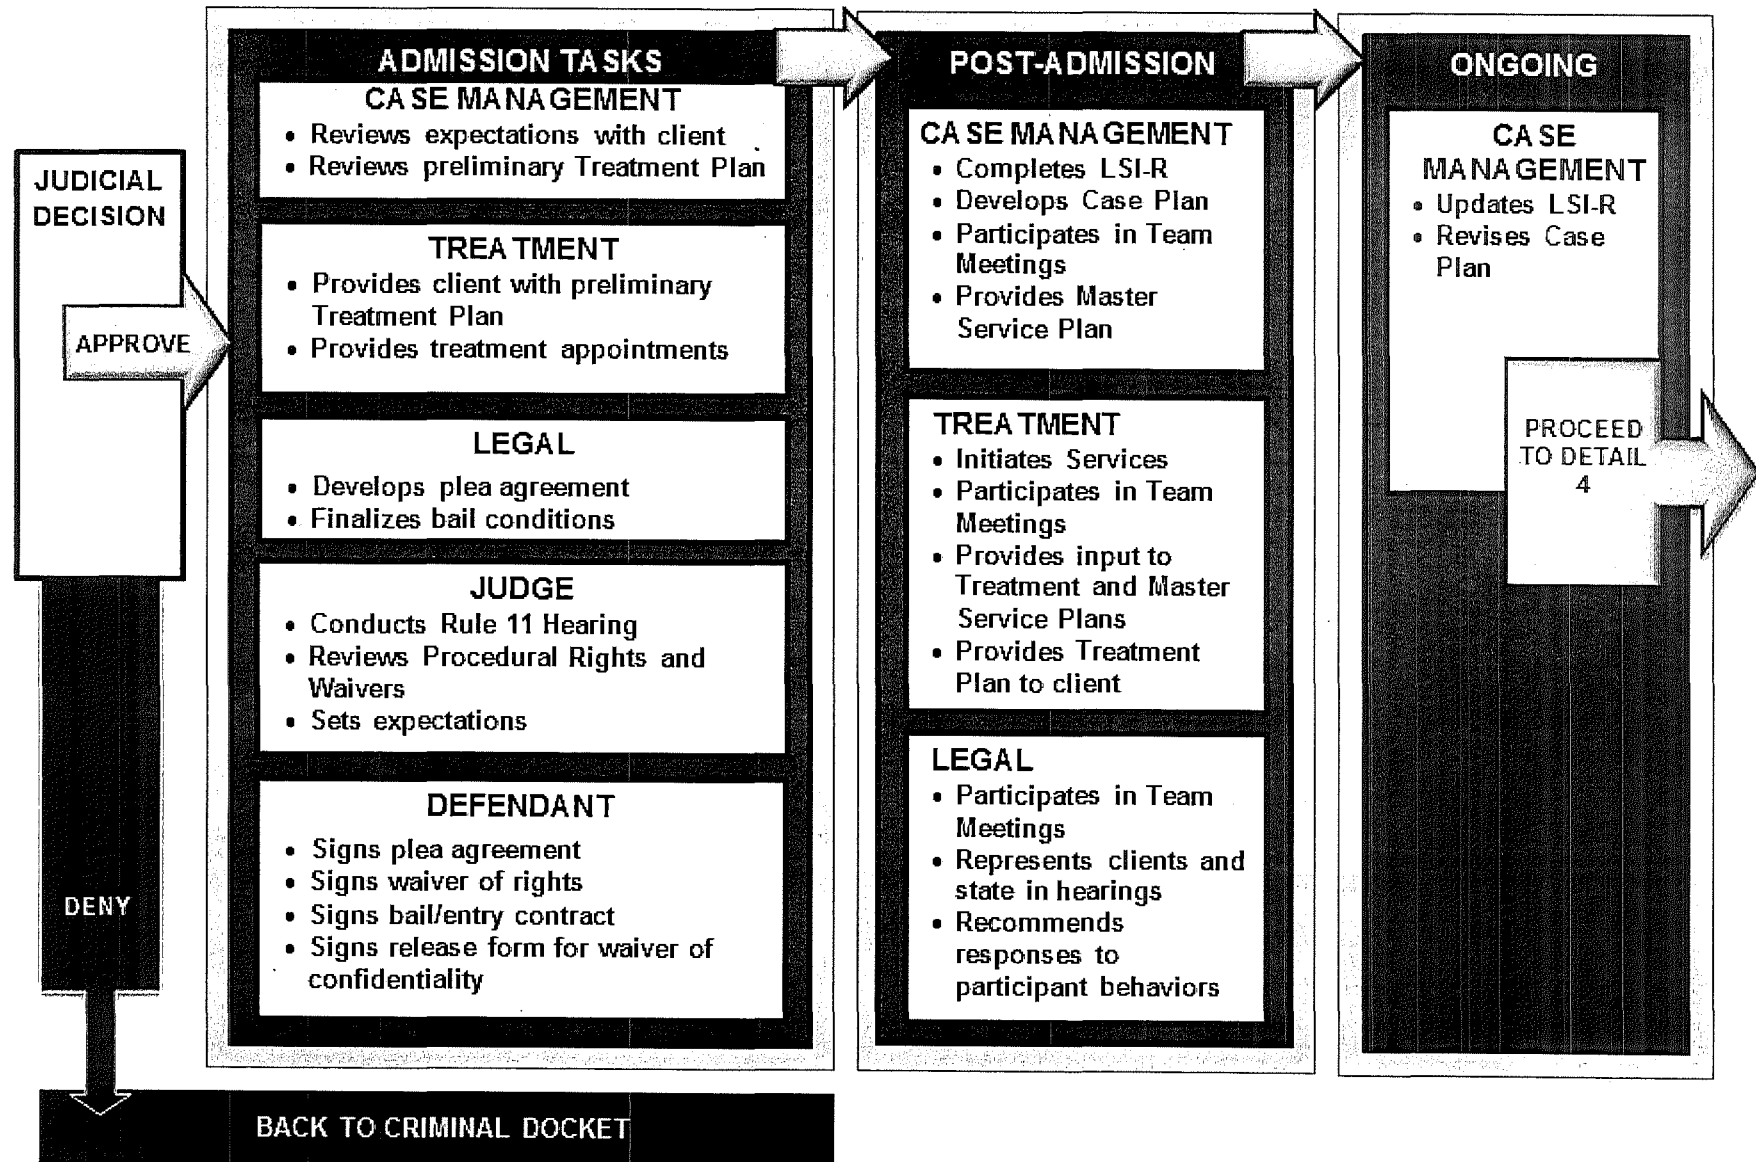 JUDICIAL
DECISION
APPROVE
DENY
BACK TO CRIMINAL DOCKET
ADMISSION TASKS
CASE MANAGEMENT
• Reviews expectations with client
• Reviews preliminary Treatment Plan
TREATMENT
• Provides client with preliminary
Treatment Plan
• Provides treatment appointments
LEGAL
• Develops plea agreement
• Finalizes bail conditions
JUDGE
• Conducts Rule 11 Hearing
• Reviews Procedural Rights and
Waivers
• Sets expectations
DEFENDANT
• Signs plea agreement
• Signs waiver of rights
• Signs bail/entry contract
• Signs release form for waiver of
confidentiality
POST-ADMISSION
CASE MANAGEMENT
• Completes LSI-R
• Develops Case Plan
• Participates in Team
Meetings
• Provides Master
Service Plan
TREATMENT
• Initiates Services
• Participates in Team
Meetings
• Provides input to
Treatment and Master
Service Plans
• Provides Treatment
Plan to client
LEGAL
• Participates in Team
Meetings
• Represents clients and
state in hearings
• Recommends
responses to
participant behaviors
ONGOING
CASE
MANAGEMENT
• Updates LSI-R
• Revises Case
Plan
PROCEED
TO DETAIL
4